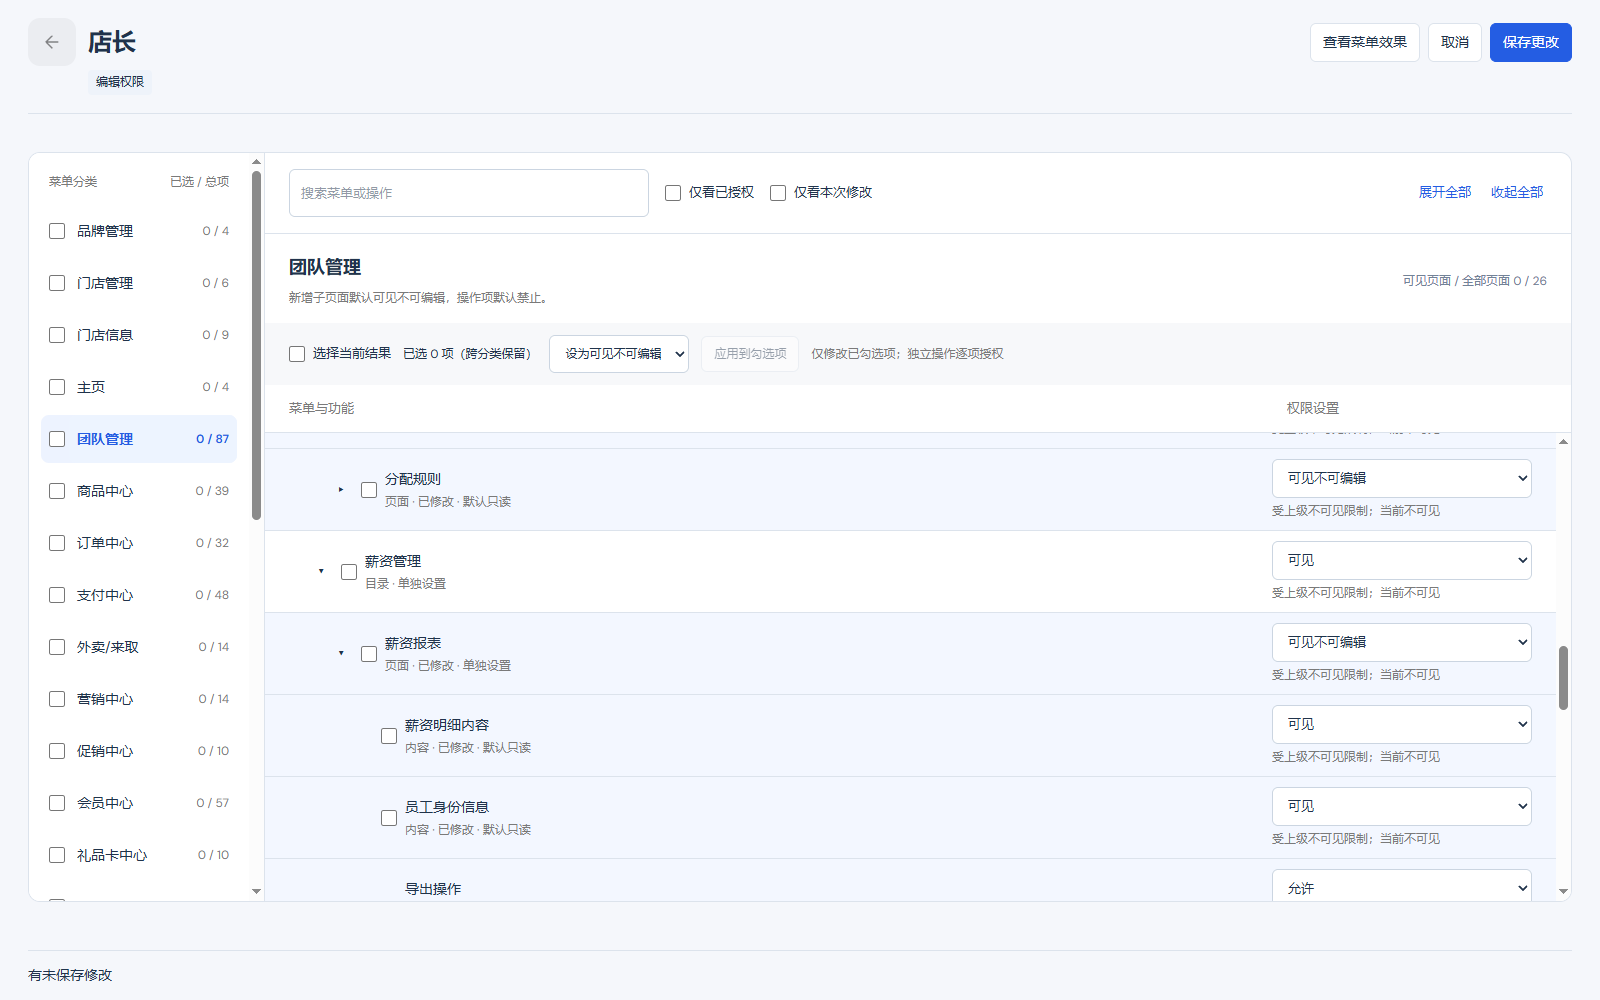 店长
编辑权限
查看菜单效果
取消
保存更改
菜单分类 已选 / 总项
品牌管理 0 / 4
门店管理 0 / 6
门店信息 0 / 9
主页 0 / 4
团队管理 0 / 87
商品中心 0 / 39
订单中心 0 / 32
支付中心 0 / 48
外卖/来取 0 / 14
营销中心 0 / 14
促销中心 0 / 10
会员中心 0 / 57
礼品卡中心 0 / 10
搜索菜单或操作
仅看已授权
仅看本次修改
展开全部
收起全部
团队管理
新增子页面默认可见不可编辑，操作项默认禁止。
可见页面 / 全部页面 0 / 26
选择当前结果
已选 0 项（跨分类保留）
设为可见不可编辑
应用到勾选项
仅修改已勾选项；独立操作逐项授权
菜单与功能
权限设置
分配规则
页面 · 已修改 · 默认只读
可见不可编辑
受上级不可见限制；当前不可见
薪资管理
目录 · 单独设置
可见
受上级不可见限制；当前不可见
薪资报表
页面 · 已修改 · 单独设置
可见不可编辑
受上级不可见限制；当前不可见
薪资明细内容
内容 · 已修改 · 默认只读
可见
受上级不可见限制；当前不可见
员工身份信息
内容 · 已修改 · 默认只读
可见
受上级不可见限制；当前不可见
导出操作
允许
有未保存修改